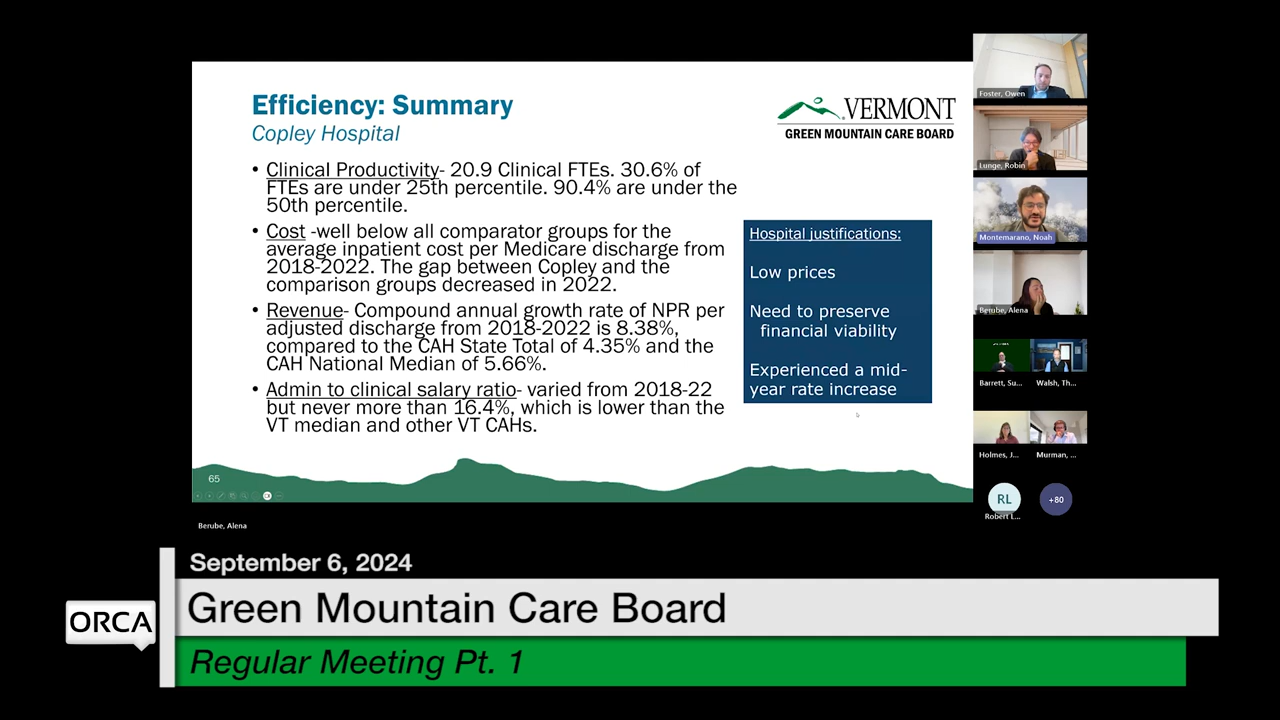 Efficiency: Summary
Copley Hospital
VERMONT
GREEN MOUNTAIN CARE BOARD
• Clinical Productivity- 20.9 Clinical FTEs. 30.6% of
FTEs are under 25th percentile. 90.4% are under the
50th percentile.
• Cost -well below all comparator groups for the
average inpatient cost per Medicare discharge from
2018-2022. The gap between Copley and the
comparison groups decreased in 2022.
• Revenue- Compound annual growth rate of NPR per
adjusted discharge from 2018-2022 is 8.38%,
compared to the CAH State Total of 4.35% and the
CAH National Median of 5.66%.
• Admin to clinical salary ratio- varied from 2018-22
but never more than 16.4%, which is lower than the
VT median and other VT CAHs.
Hospital justifications:
Low prices
Need to preserve
financial viability
Experienced a mid-
year rate increase
65
Foster, Owen
Lunge, Robin
Montemarano, Noah
Berube, Alena
Barrett, Su...
Walsh, Th...
Holmes, J...
Murman, ...
RL
+80
Robert L...
Berube, Alena
September 6, 2024
ORCA
Green Mountain Care Board
Regular Meeting Pt. 1